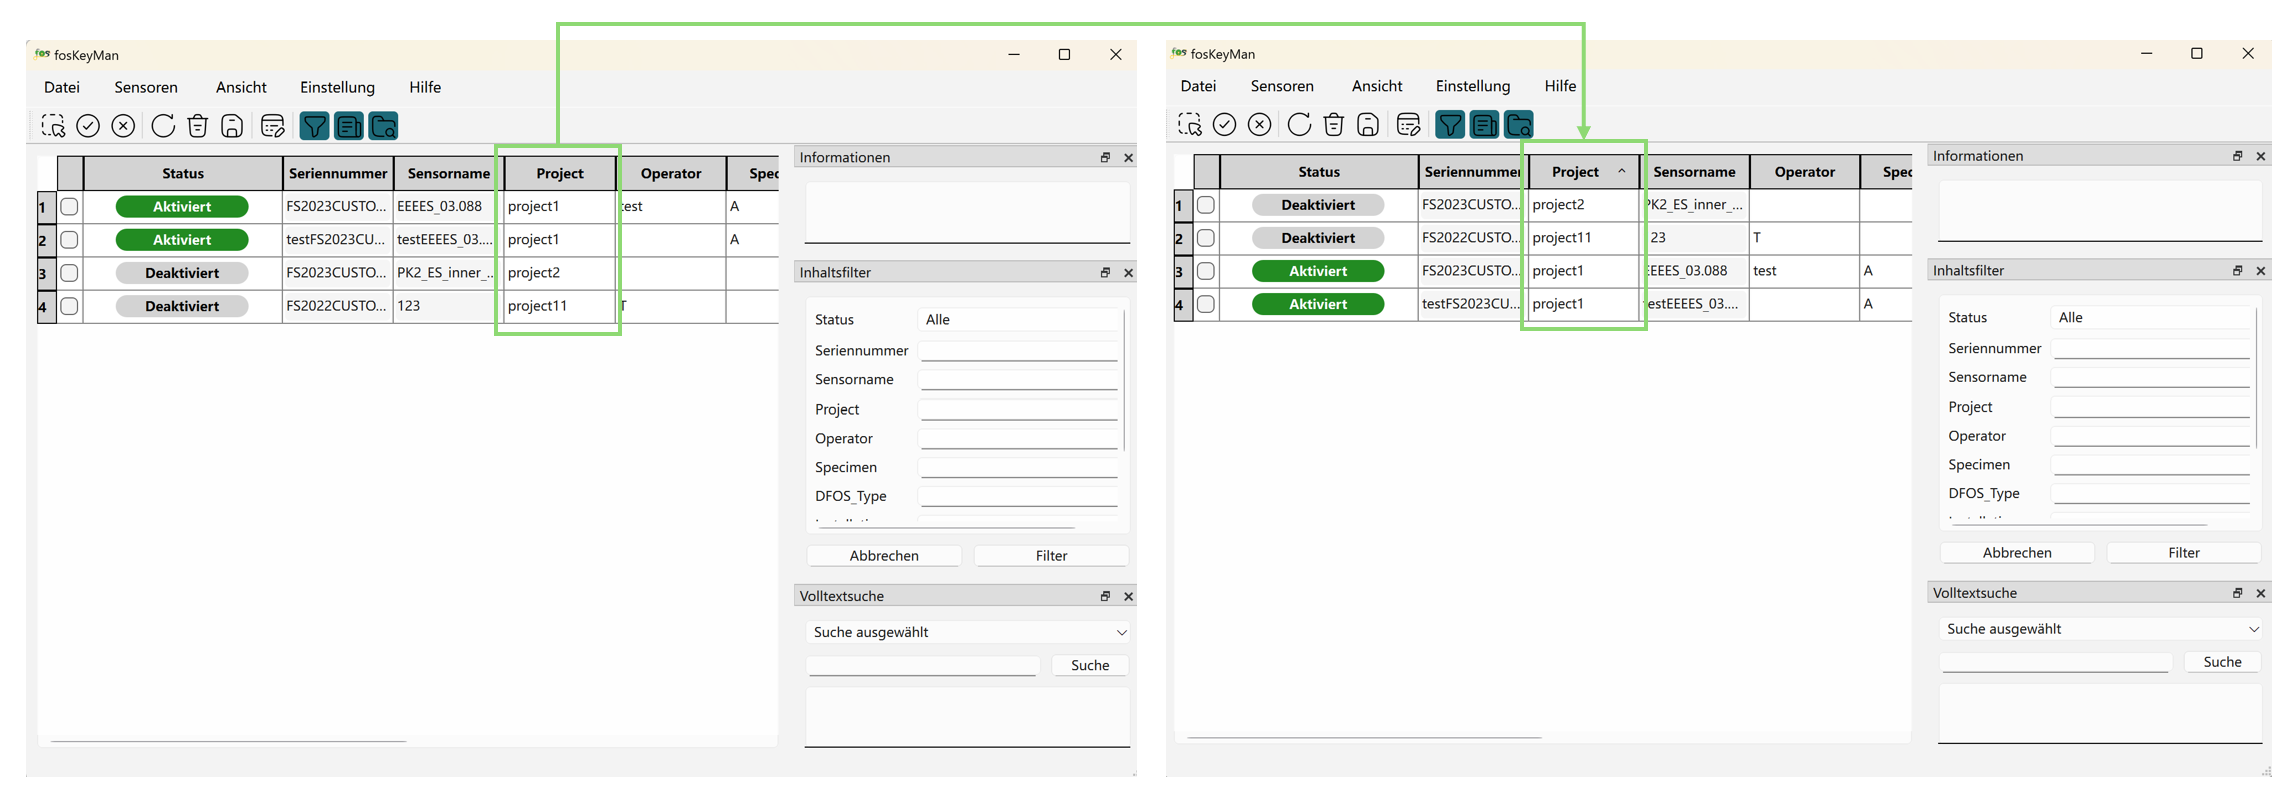 fos fosKeyMan
Datei Sensoren Ansicht Einstellung Hilfe
Status Seriennummer Sensorname Project Operator Spec
1 Aktiviert FS2023CUSTO... EEEES_03.088 project1 test A
2 Aktiviert testFS2023CU... testEEEES_03.... project1 A
3 Deaktiviert FS2023CUSTO... PK2_ES_inner_... project2
4 Deaktiviert FS2022CUSTO... 123 project11 T
Informationen
Inhaltsfilter
Status Alle
Seriennummer
Sensorname
Project
Operator
Specimen
DFOS_Type
Abbrechen Filter
Volltextsuche
Suche ausgewählt
Suche
fos fosKeyMan
Datei Sensoren Ansicht Einstellung Hilfe
Status Seriennummer Project Sensorname Operator Spec
1 Deaktiviert FS2023CUSTO... project2 PK2_ES_inner_...
2 Deaktiviert FS2022CUSTO... project11 23 T
3 Aktiviert FS2023CUSTO... project1 EEEES_03.088 test A
4 Aktiviert testFS2023CU... project1 testEEEES_03.... A
Informationen
Inhaltsfilter
Status Alle
Seriennummer
Sensorname
Project
Operator
Specimen
DFOS_Type
Abbrechen Filter
Volltextsuche
Suche ausgewählt
Suche